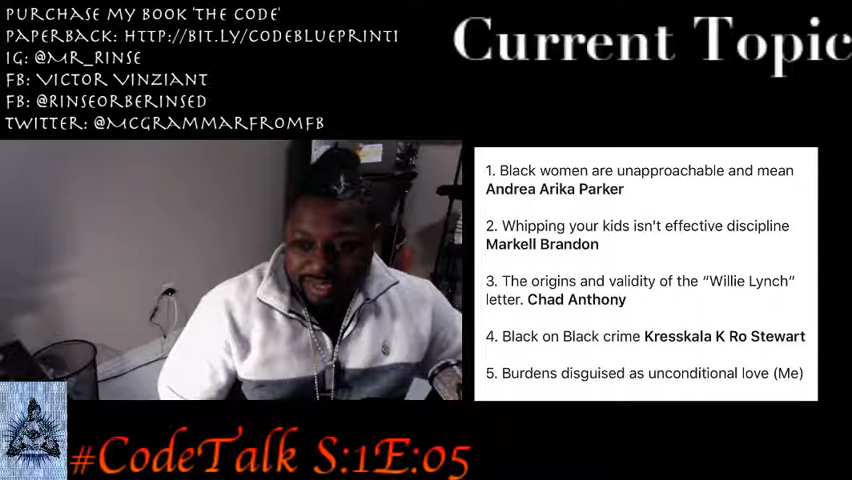 PURCHASE MY BOOK 'THE CODE'
PAPERBACK: HTTP://BIT.LY/CODEBLUEPRINT1
IG: @MR_RINSE
FB: VICTOR VINZIANT
FB: @RINSEORBERINSED
TWITTER: @MCGRAMMARFROMFB
Current Topic
1. Black women are unapproachable and mean
Andrea Arika Parker
2. Whipping your kids isn't effective discipline
Markell Brandon
3. The origins and validity of the “Willie Lynch”
letter. Chad Anthony
4. Black on Black crime Kresskala K Ro Stewart
5. Burdens disguised as unconditional love (Me)
#CodeTalk S:1E:05